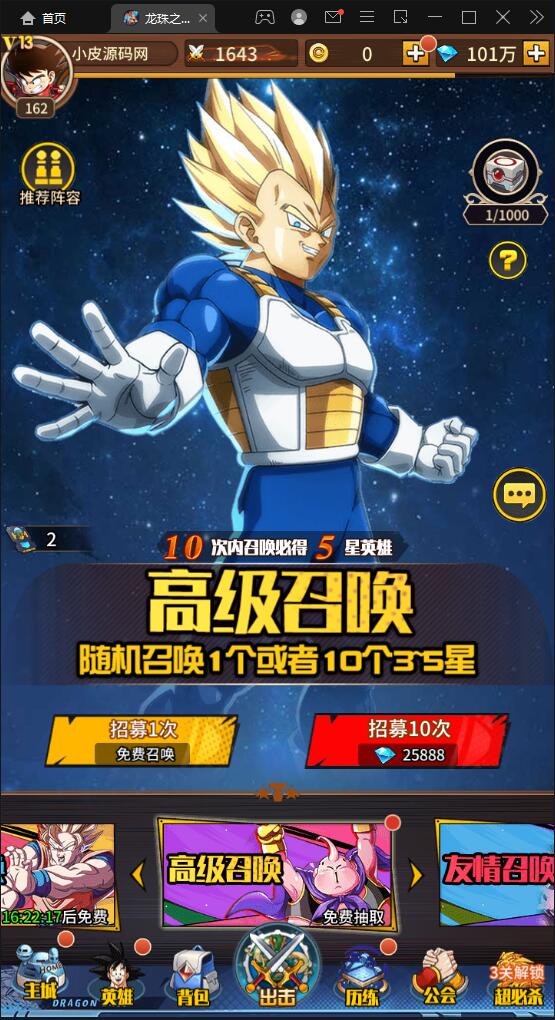 首页
龙珠之...
V13
小皮源码网
1643
0
101万
162
推荐阵容
1/1000
?
2
10次内召唤必得5星英雄
高级召唤
随机召唤1个或者10个3~5星
招募1次
免费召唤
招募10次
25888
16:22:17后免费
高级召唤
免费抽取
友情召唤
HOME
主城
DRAGON
英雄
背包
出击
历练
公会
3关解锁
超必杀